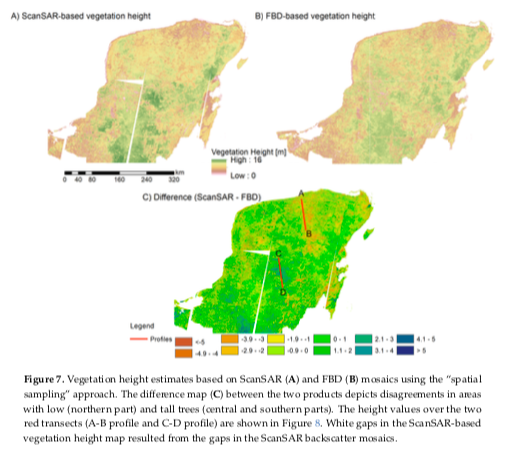 A) ScanSAR-based vegetation height
B) FBD-based vegetation height
Vegetation Height [m]
High : 16
Low : 0
km
0 40 80 160 240 320
C) Difference (ScanSAR - FBD)
A
B
C
D
Legend
Profiles
<-5
-4.9 - -4
-3.9 - -3
-2.9 - -2
-1.9 - -1
-0.9 - 0
0 - 1
1.1 - 2
2.1 - 3
3.1 - 4
4.1 - 5
> 5
Figure 7. Vegetation height estimates based on ScanSAR (A) and FBD (B) mosaics using the "spatial
sampling" approach. The difference map (C) between the two products depicts disagreements in areas
with low (northern part) and tall trees (central and southern parts). The height values over the two
red transects (A-B profile and C-D profile) are shown in Figure 8. White gaps in the ScanSAR-based
vegetation height map resulted from the gaps in the ScanSAR backscatter mosaics.